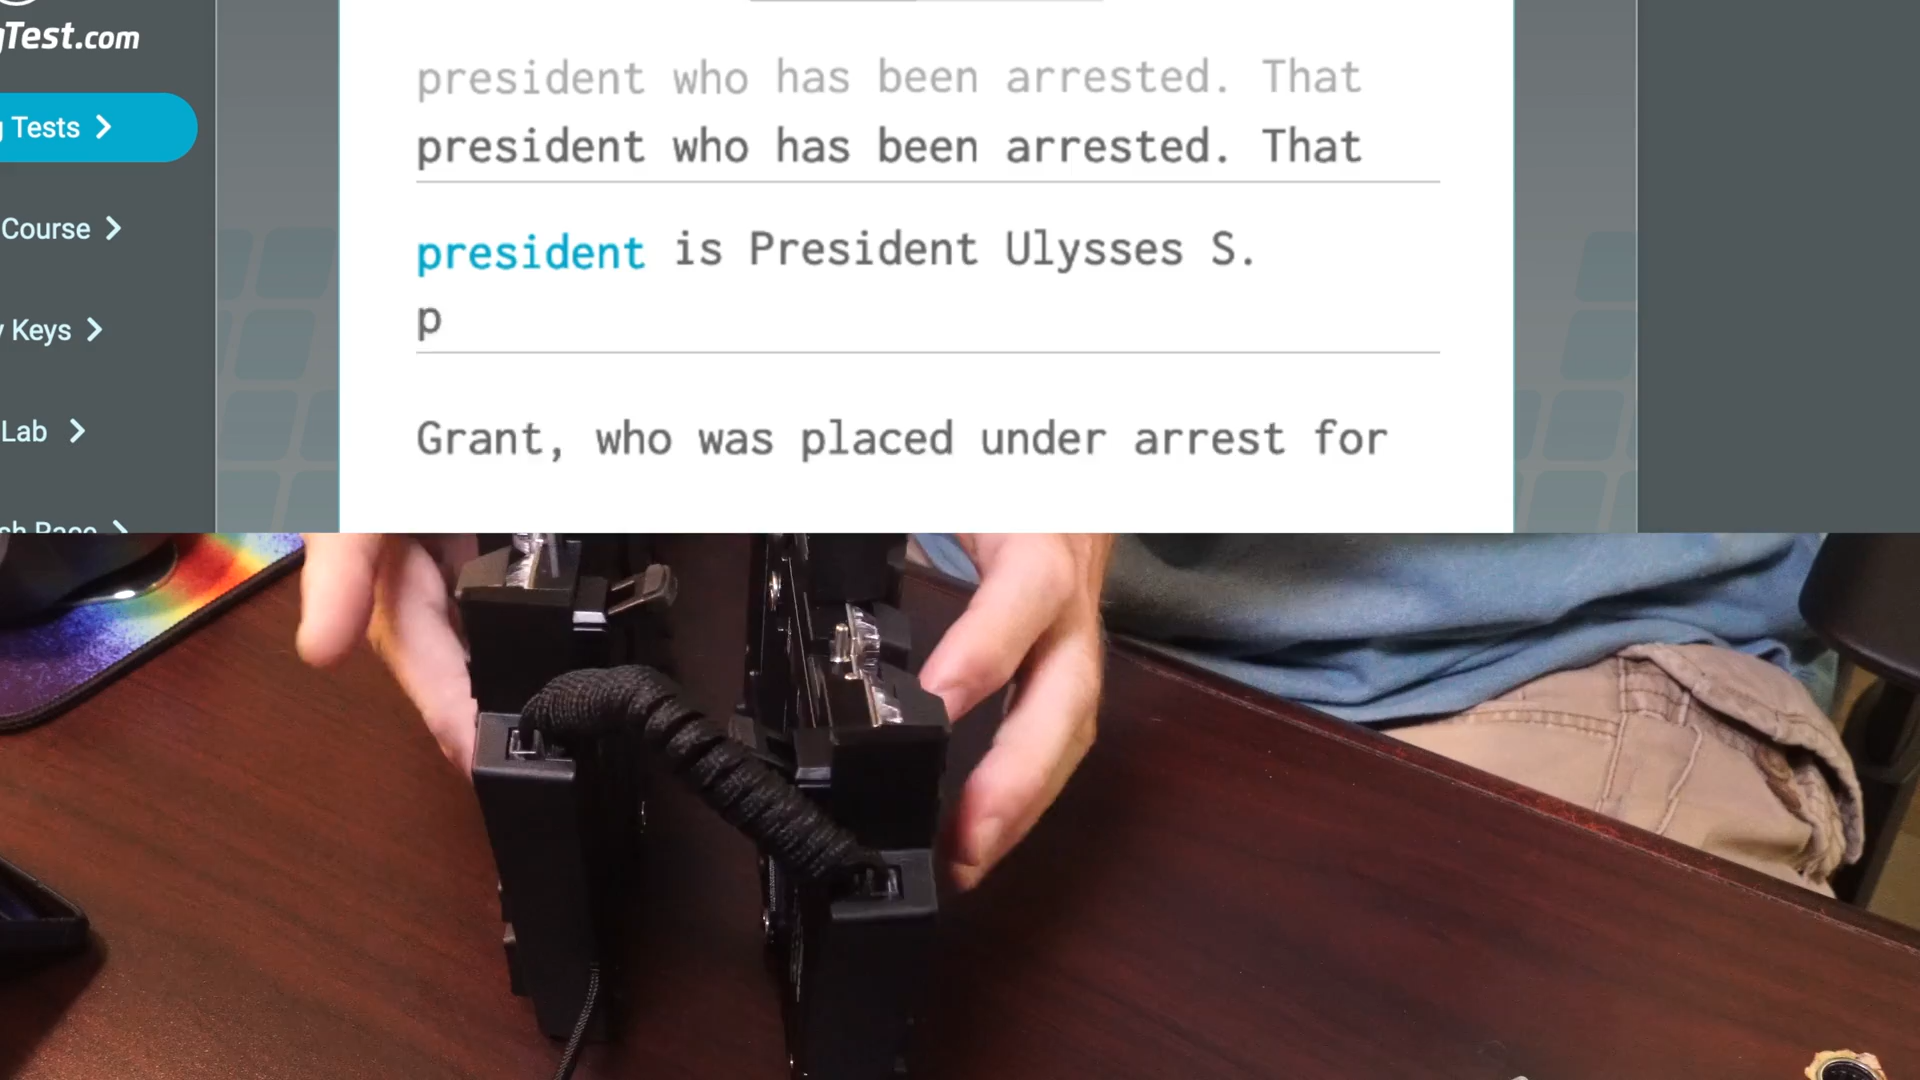 gTest.com
president who has been arrested. That
president who has been arrested. That
g Tests
president is President Ulysses S.
Course
p
y Keys
Grant, who was placed under arrest for
Lab